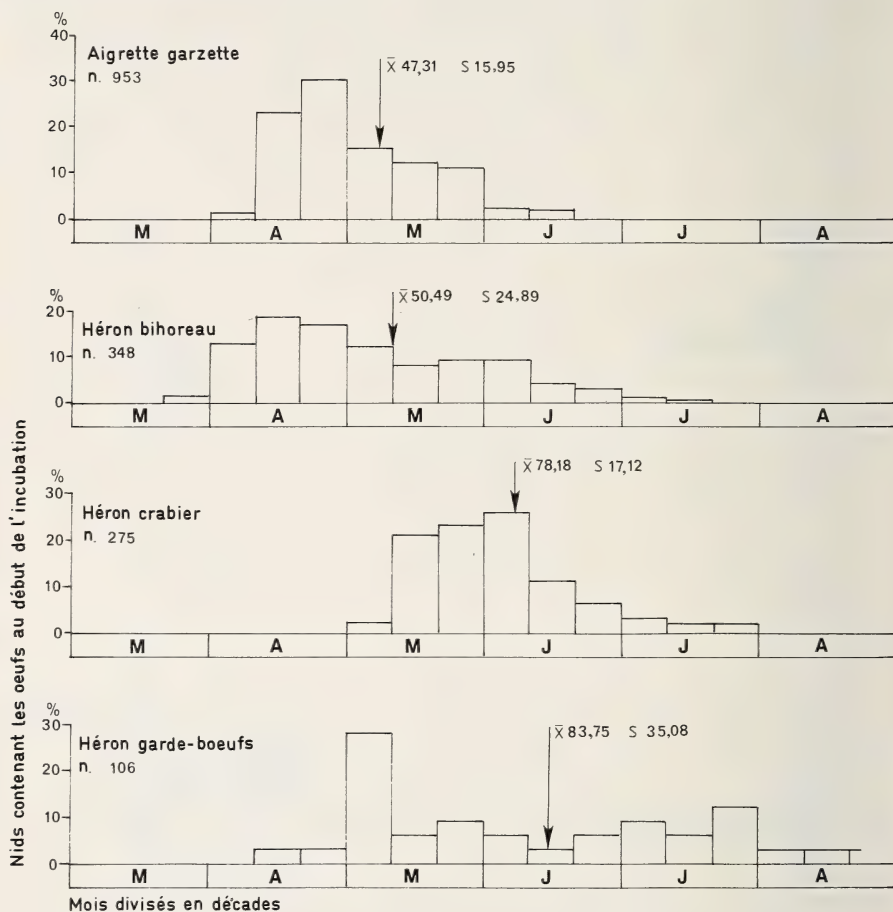 %
40
30
20
10
0
Aigrette garzette
n. 953
X̄ 47,31 S 15,95
M A M J J A
%
20
10
0
Héron bihoreau
n. 348
X̄ 50,49 S 24,89
M A M J J A
%
30
20
10
0
Héron crabier
n. 275
X̄ 78,18 S 17,12
M A M J J A
%
30
20
10
0
Héron garde-boeufs
n. 106
X̄ 83,75 S 35,08
M A M J J A
Nids contenant les oeufs au début de l'incubation
Mois divisés en décades